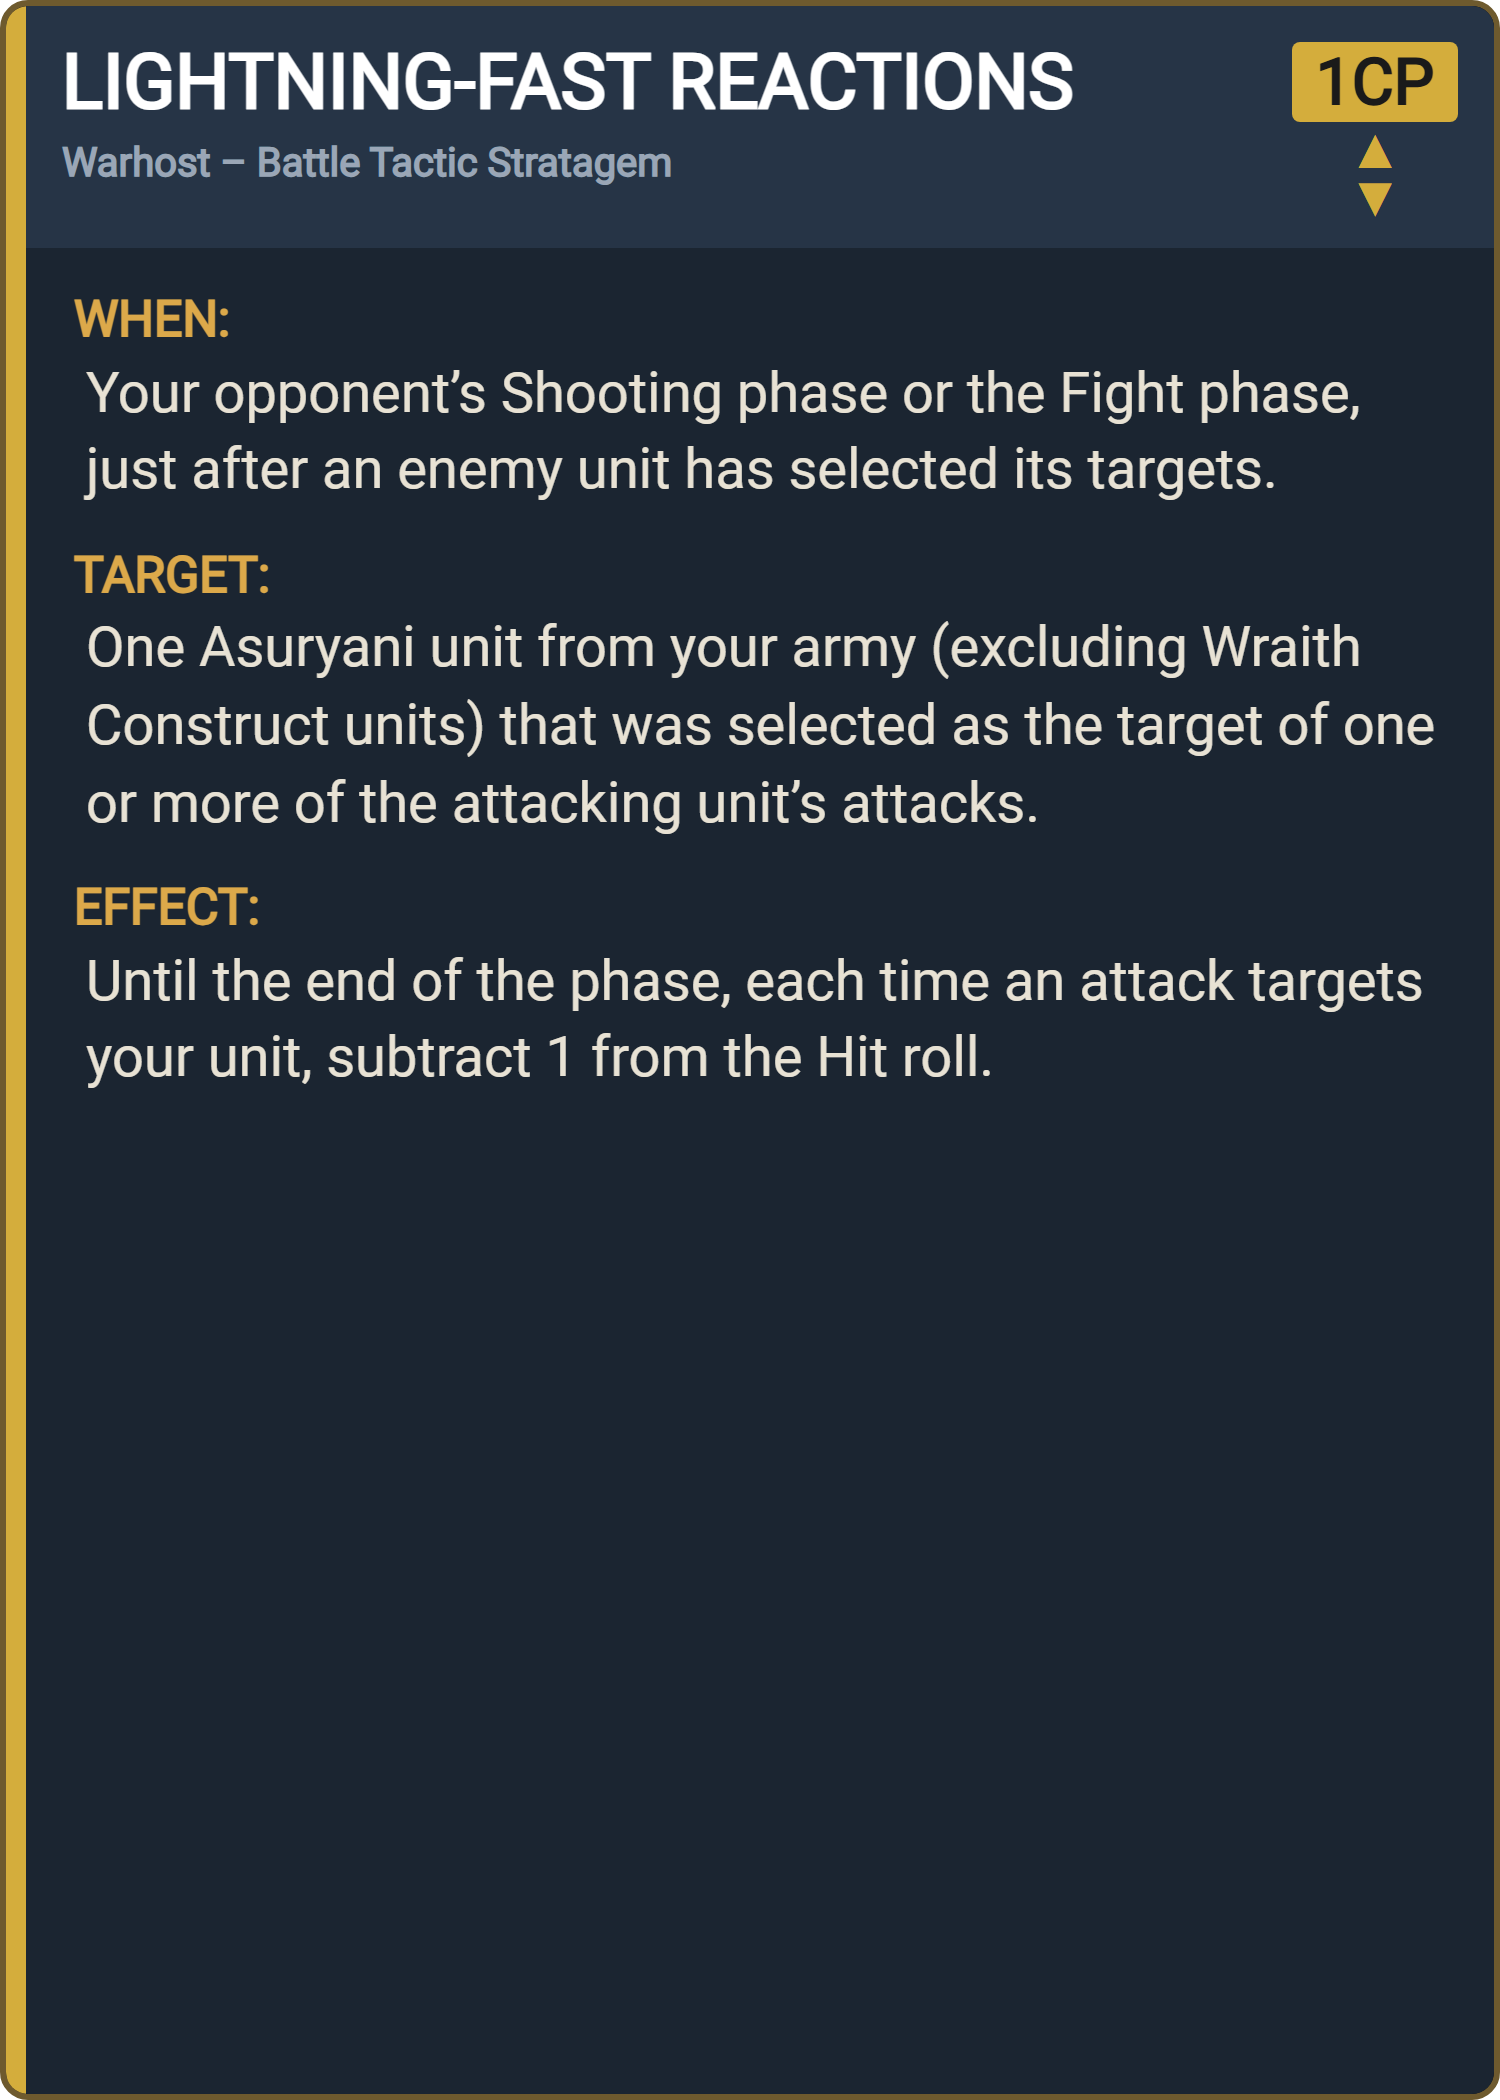 LIGHTNING-FAST REACTIONS
1CP
Warhost – Battle Tactic Stratagem
▲
▼
WHEN:
Your opponent’s Shooting phase or the Fight phase,
just after an enemy unit has selected its targets.
TARGET:
One Asuryani unit from your army (excluding Wraith
Construct units) that was selected as the target of one
or more of the attacking unit’s attacks.
EFFECT:
Until the end of the phase, each time an attack targets
your unit, subtract 1 from the Hit roll.